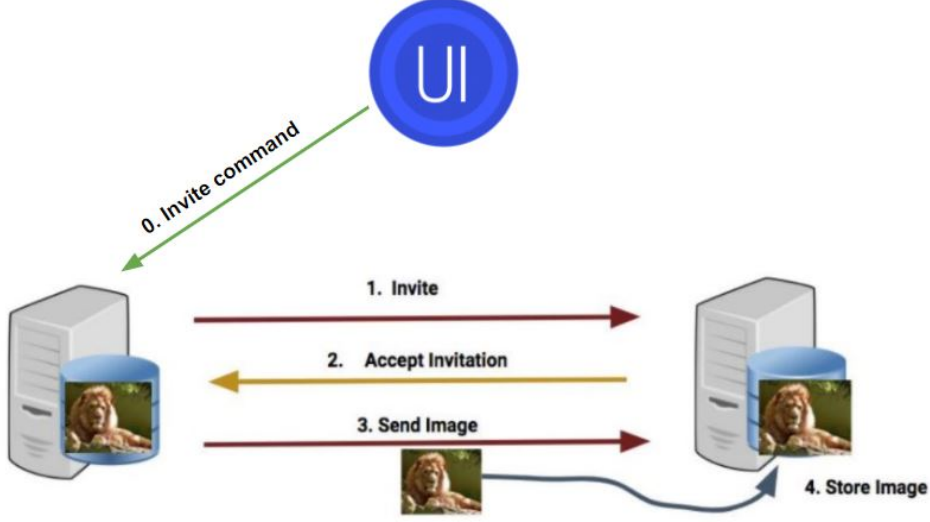 UI
0. Invite command
1. Invite
2. Accept Invitation
3. Send Image
4. Store Image